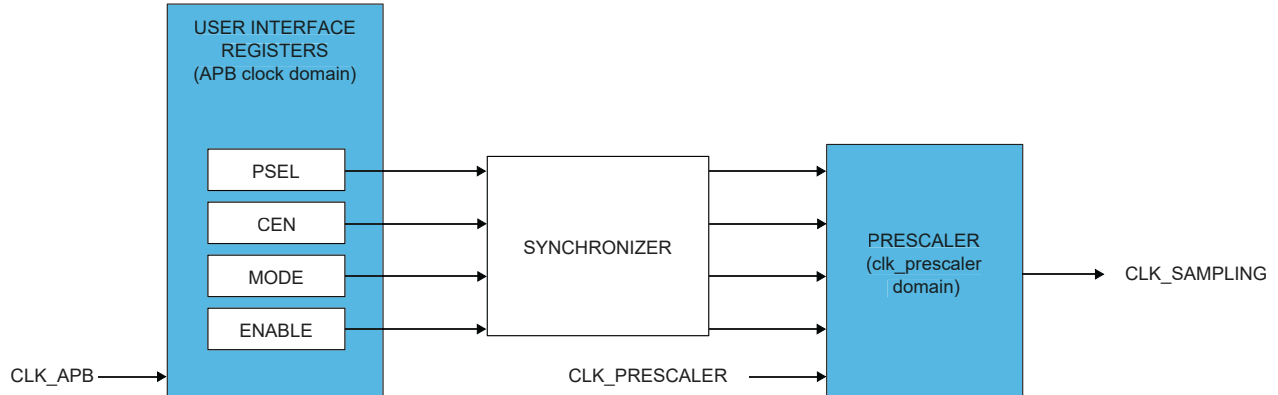 USER INTERFACE
REGISTERS
(APB clock domain)
PSEL
CEN
MODE
ENABLE
CLK_APB
SYNCHRONIZER
CLK_PRESCALER
PRESCALER
(clk_prescaler
domain)
CLK_SAMPLING